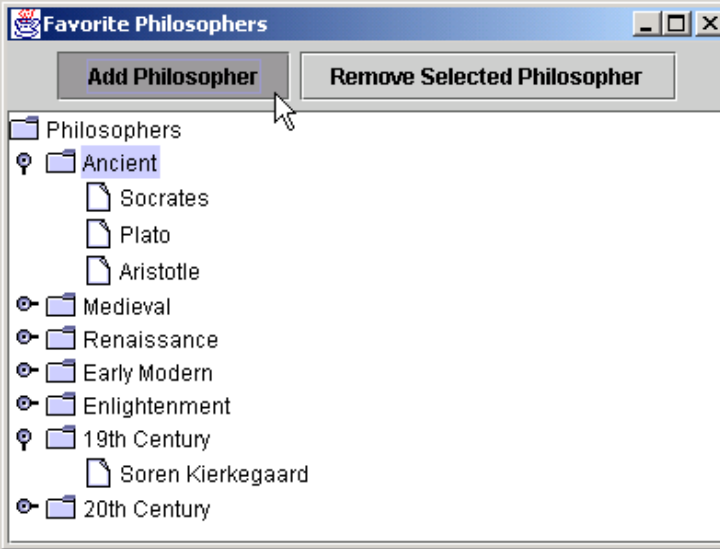 Favorite Philosophers
Add Philosopher Remove Selected Philosopher
Philosophers
Ancient
Socrates
Plato
Aristotle
Medieval
Renaissance
Early Modern
Enlightenment
19th Century
Soren Kierkegaard
20th Century